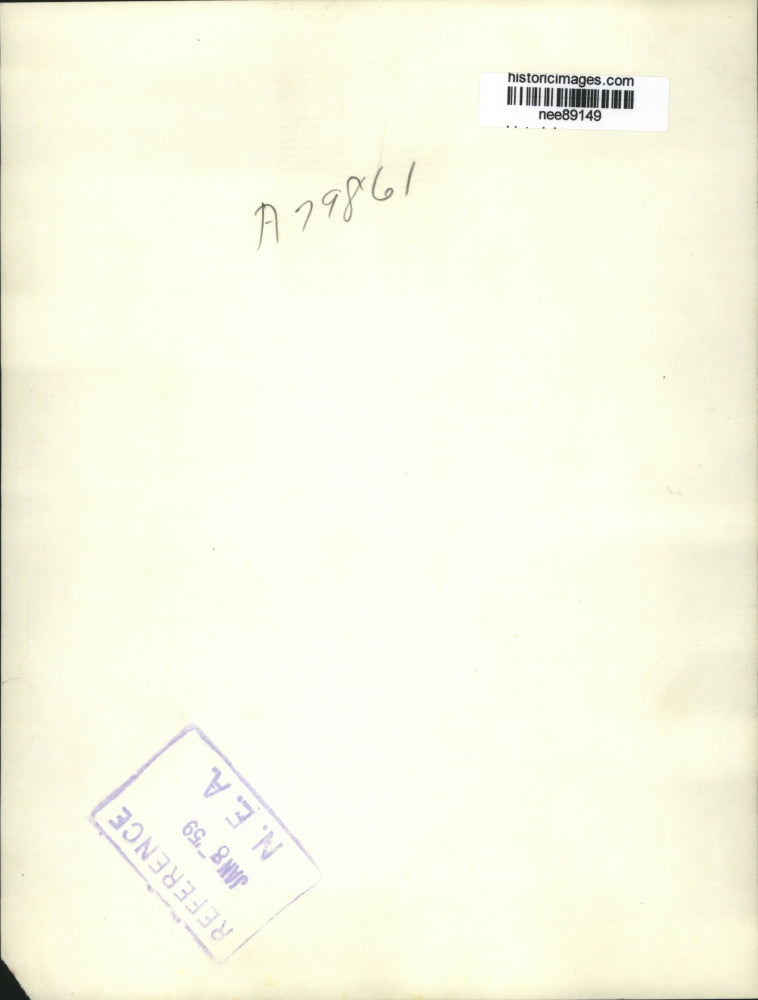 historicimages.com
nee89149
A79861
REFERENCE
JAN 8 '59
N.E.A.